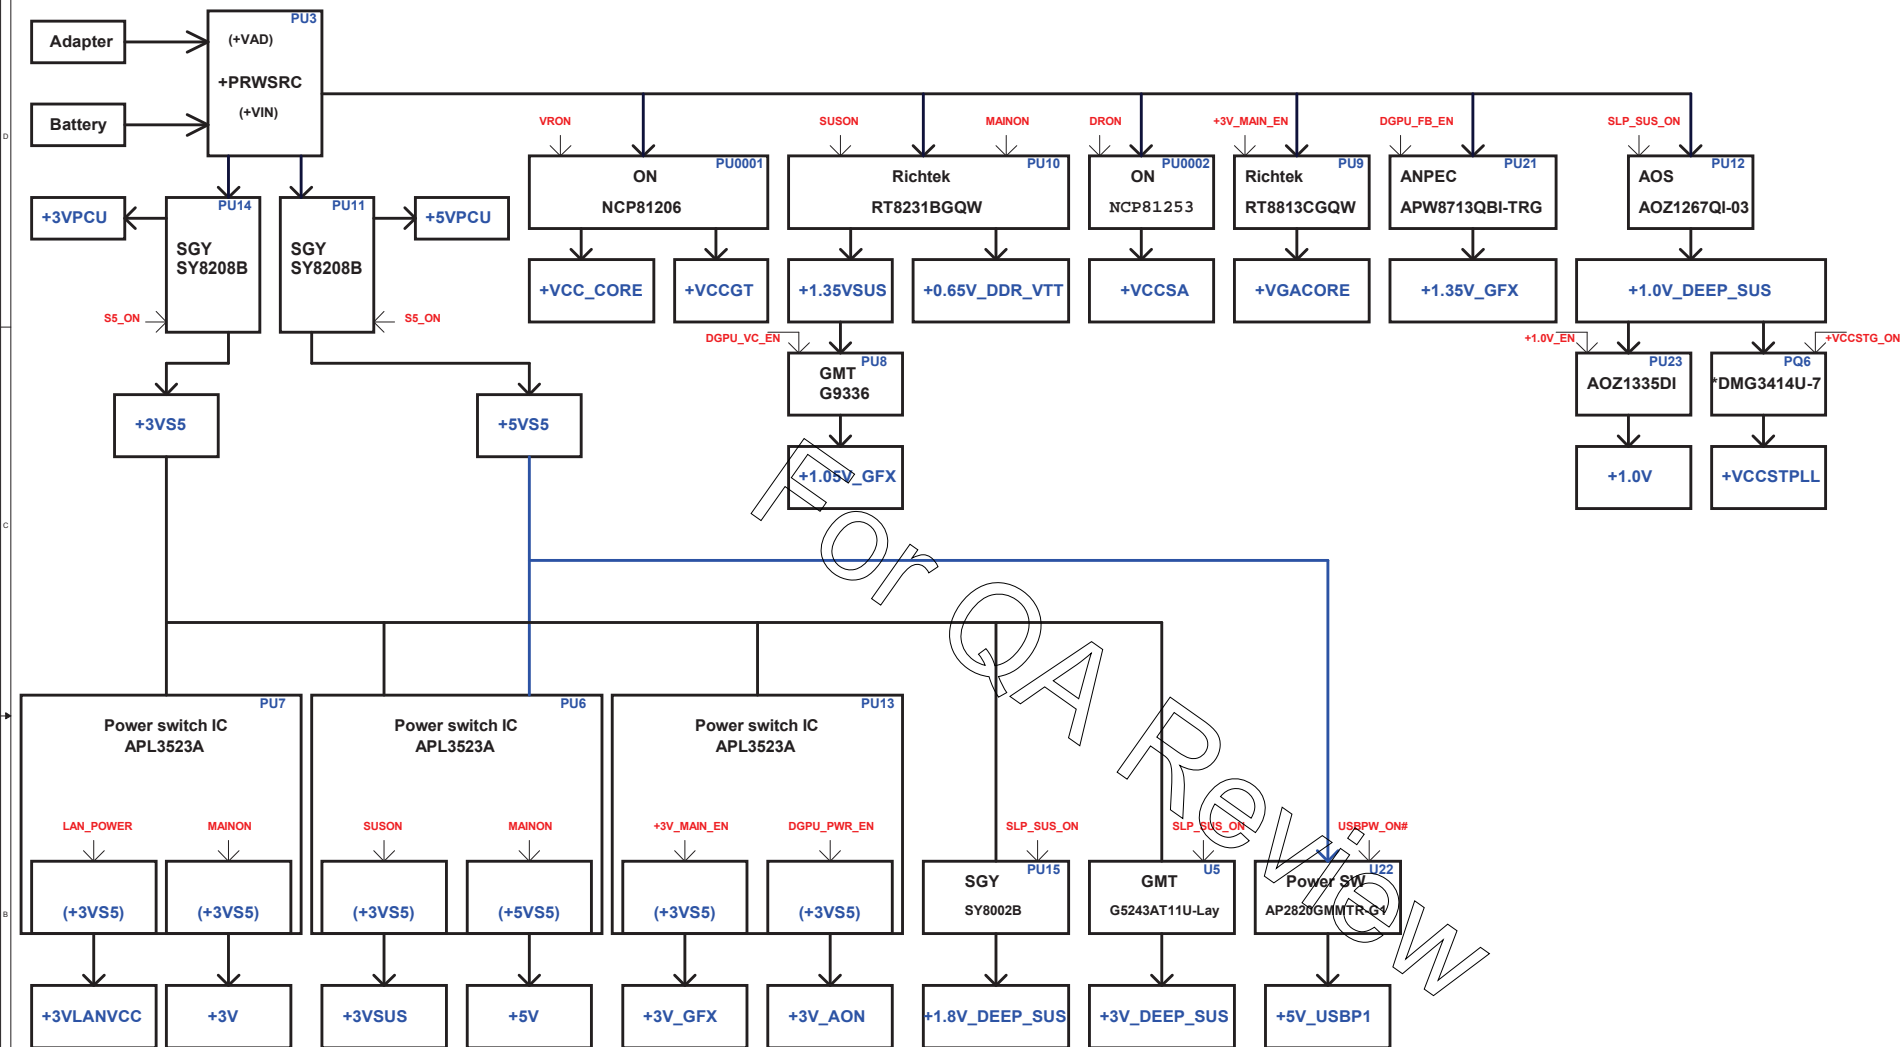 PU3
Adapter
(+VAD)
+PRWSRC
(+VIN)
Battery
D
VRON
SUSON
MAINON
DRON
+3V_MAIN_EN
DGPU_FB_EN
SLP_SUS_ON
PU0001
ON
NCP81206
PU10
Richtek
RT8231BGQW
PU0002
ON
NCP81253
PU9
Richtek
RT8813CGQW
PU21
ANPEC
APW8713QBI-TRG
PU12
AOS
AOZ1267QI-03
+3VPCU
PU14
SGY
SY8208B
PU11
SGY
SY8208B
+5VPCU
S5_ON
S5_ON
+VCC_CORE
+VCCGT
+1.35VSUS
+0.65V_DDR_VTT
+VCCSA
+VGACORE
+1.35V_GFX
+1.0V_DEEP_SUS
DGPU_VC_EN
PU8
GMT
G9336
+1.0V_EN
PU23
AOZ1335DI
+VCCSTG_ON
PQ6
*DMG3414U-7
+3VS5
+5VS5
+1.05V_GFX
+1.0V
+VCCSTPLL
C
For QA Review
PU7
Power switch IC
APL3523A
PU6
Power switch IC
APL3523A
PU13
Power switch IC
APL3523A
LAN_POWER
MAINON
SUSON
MAINON
+3V_MAIN_EN
DGPU_PWR_EN
SLP_SUS_ON
SLP_SUS_ON
USBPW_ON#
(+3VS5)
(+3VS5)
(+3VS5)
(+5VS5)
(+3VS5)
(+3VS5)
PU15
SGY
SY8002B
U5
GMT
G5243AT11U-Lay
U22
Power SW
AP2820GMMTR-G1
B
+3VLANVCC
+3V
+3VSUS
+5V
+3V_GFX
+3V_AON
+1.8V_DEEP_SUS
+3V_DEEP_SUS
+5V_USBP1